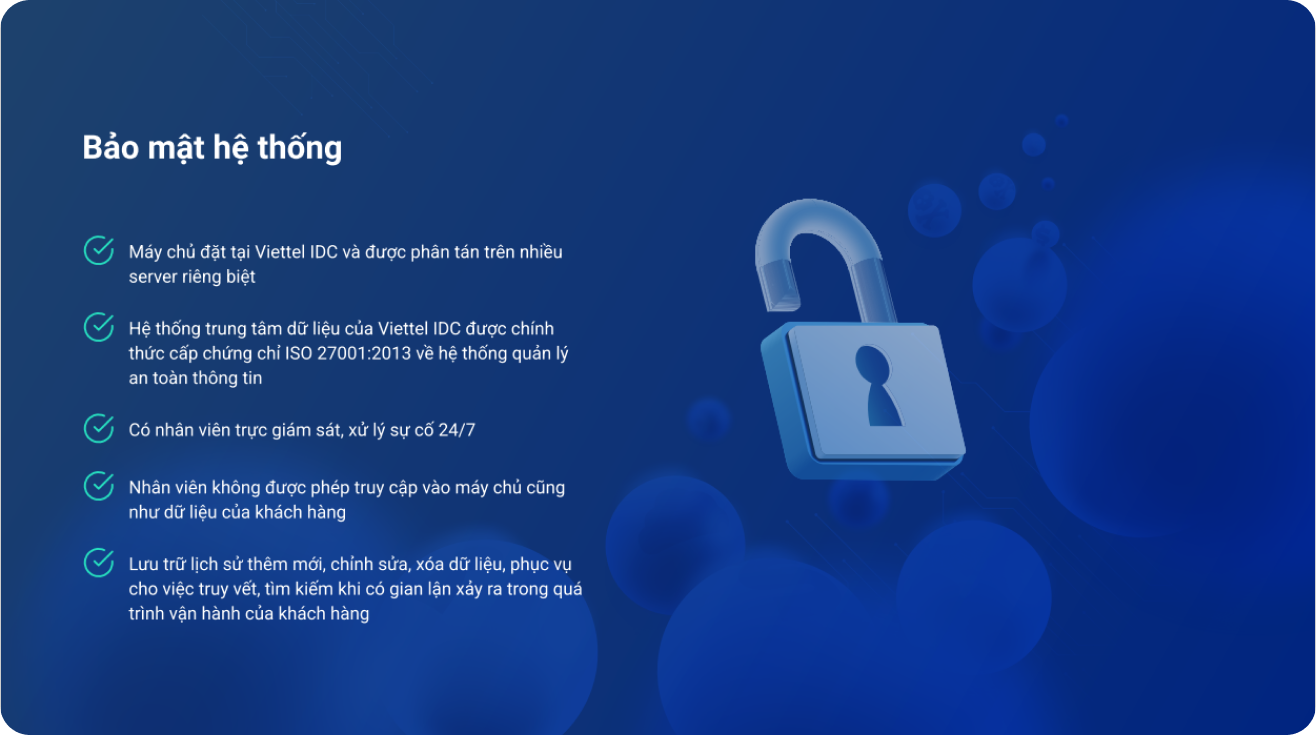 Bảo mật hệ thống
Máy chủ đặt tại Viettel IDC và được phân tán trên nhiều
server riêng biệt
Hệ thống trung tâm dữ liệu của Viettel IDC được chính
thức cấp chứng chỉ ISO 27001:2013 về hệ thống quản lý
an toàn thông tin
Có nhân viên trực giám sát, xử lý sự cố 24/7
Nhân viên không được phép truy cập vào máy chủ cũng
như dữ liệu của khách hàng
Lưu trữ lịch sử thêm mới, chỉnh sửa, xóa dữ liệu, phục vụ
cho việc truy vết, tìm kiếm khi có gian lận xảy ra trong quá
trình vận hành của khách hàng